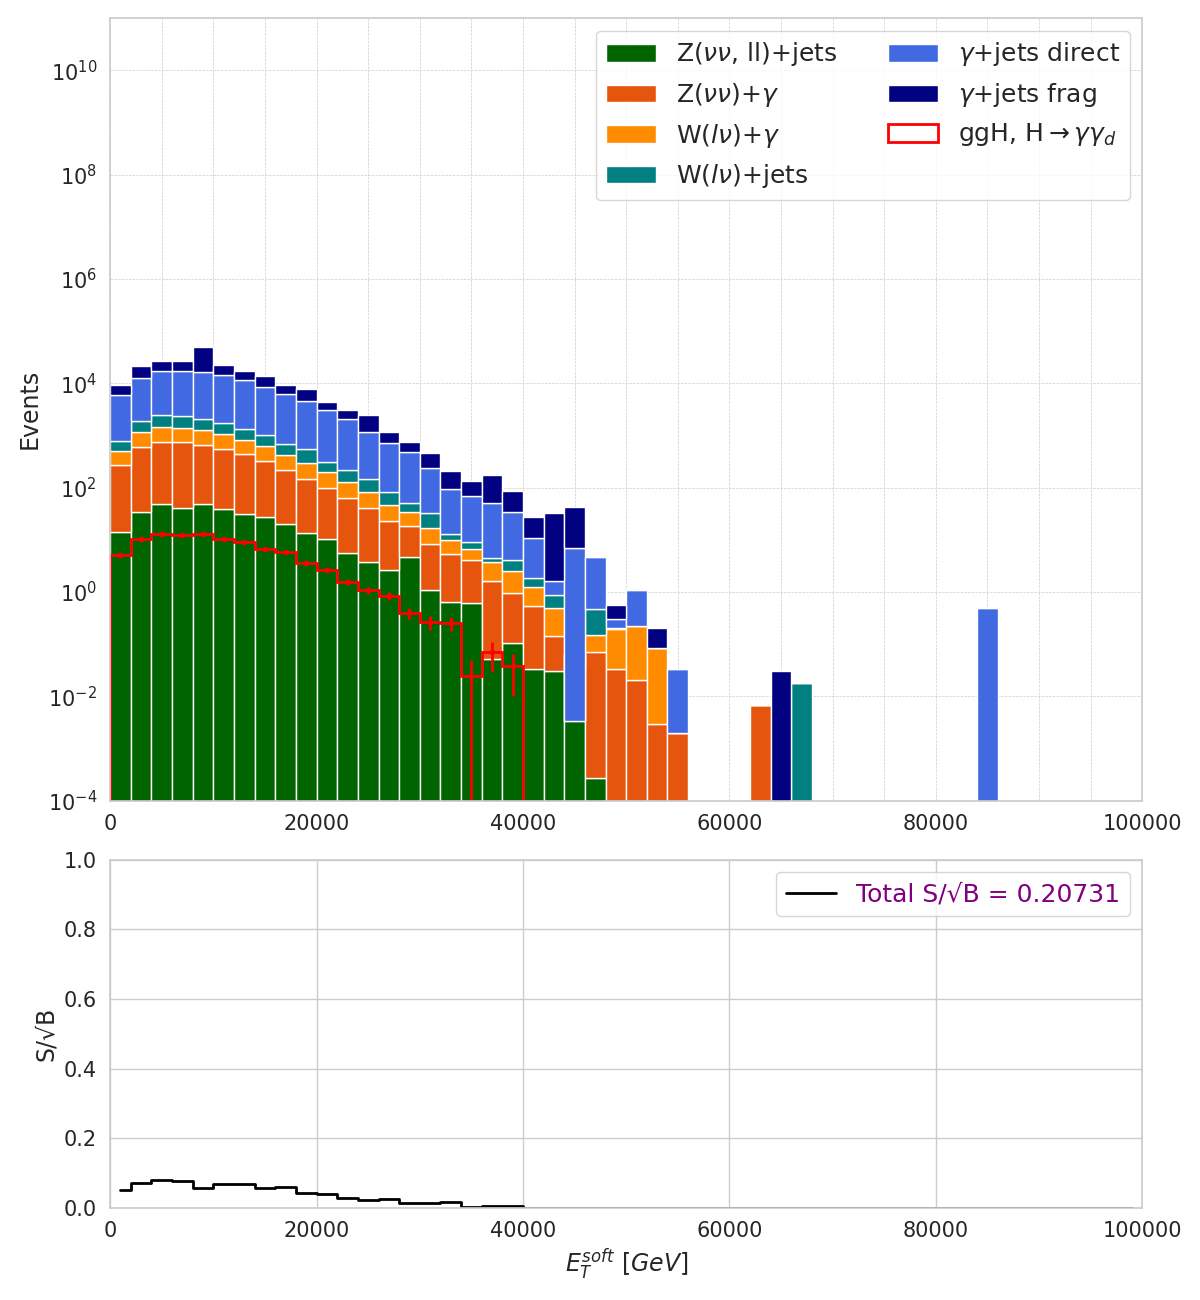 Z(νν, ll)+jets
Z(νν)+γ
W(lν)+γ
W(lν)+jets
γ+jets direct
γ+jets frag
ggH, H→γγ_d
Events
10^10
10^8
10^6
10^4
10^2
10^0
10^−2
10^−4
0 20000 40000 60000 80000 100000
Total S/√B = 0.20731
S/√B
1.0
0.8
0.6
0.4
0.2
0.0
0 20000 40000 60000 80000 100000
E_T^soft [GeV]